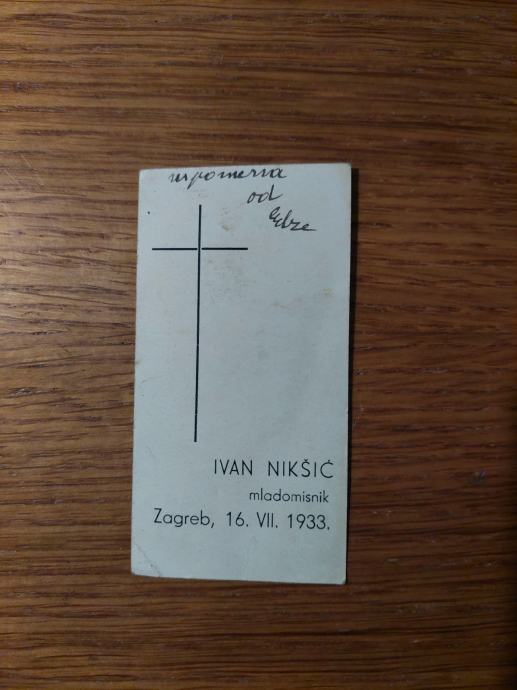 uspomena
od
IVAN NIKŠIĆ
mladomisnik
Zagreb, 16. VII. 1933.